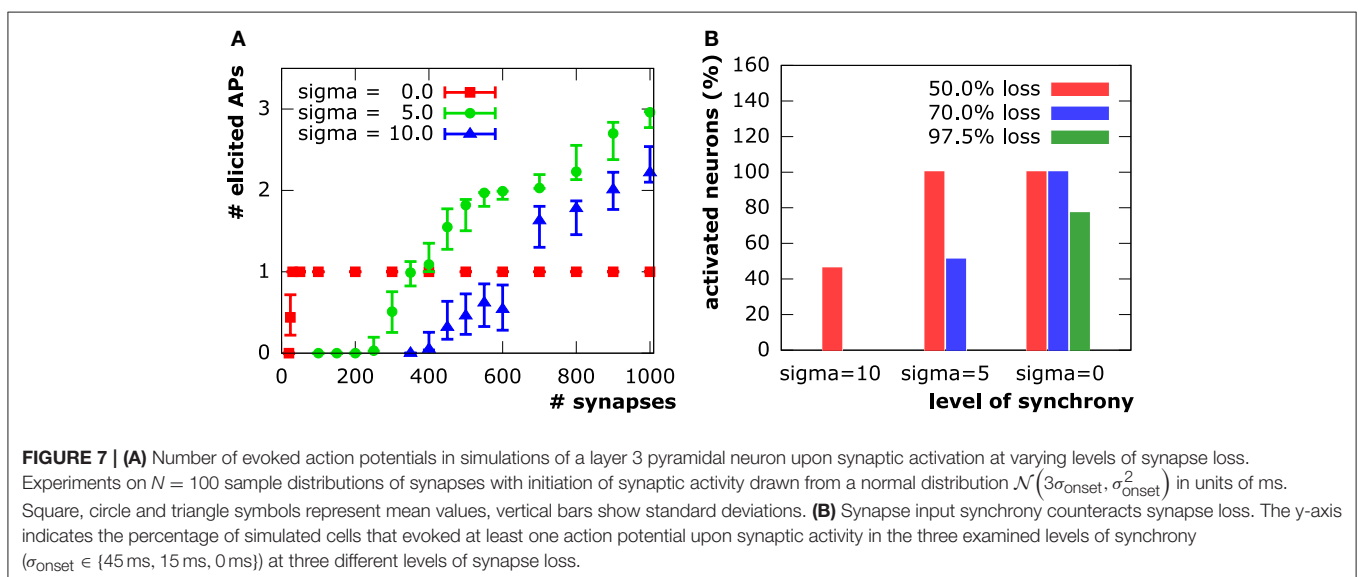 A
# elicited APs
3
2
1
0
sigma = 0.0
sigma = 5.0
sigma = 10.0
0 200 400 600 800 1000
# synapses
B
activated neurons (%)
160
140
120
100
80
60
40
20
0
50.0% loss
70.0% loss
97.5% loss
sigma=10 sigma=5 sigma=0
level of synchrony
FIGURE 7 | (A) Number of evoked action potentials in simulations of a layer 3 pyramidal neuron upon synaptic activation at varying levels of synapse loss.
Experiments on N = 100 sample distributions of synapses with initiation of synaptic activity drawn from a normal distribution 𝒩(3σonset, σ²onset) in units of ms.
Square, circle and triangle symbols represent mean values, vertical bars show standard deviations. (B) Synapse input synchrony counteracts synapse loss. The y-axis
indicates the percentage of simulated cells that evoked at least one action potential upon synaptic activity in the three examined levels of synchrony
(σonset ∈ {45 ms, 15 ms, 0 ms}) at three different levels of synapse loss.